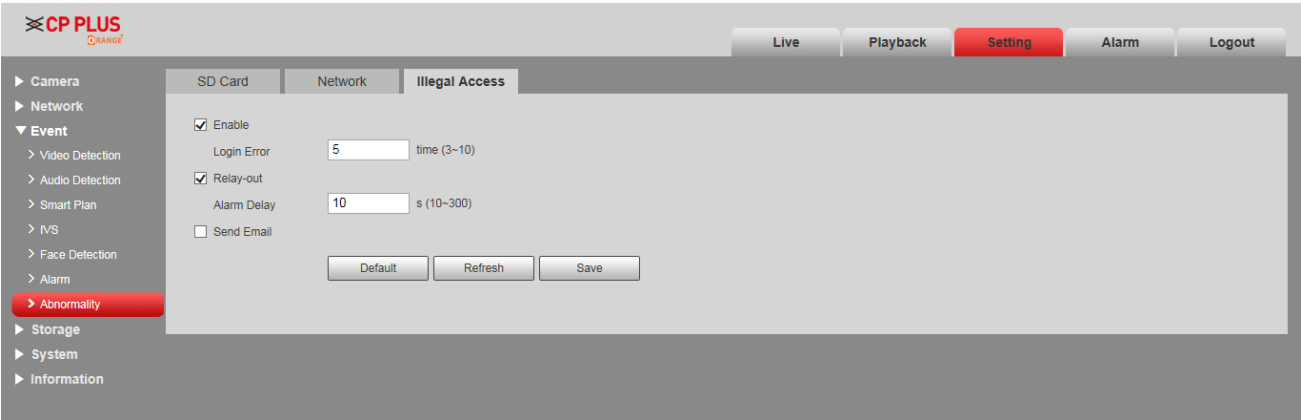 CP PLUS
ORANGE
Live Playback Setting Alarm Logout
Camera
Network
Event
Video Detection
Audio Detection
Smart Plan
IVS
Face Detection
Alarm
Abnormality
Storage
System
Information
SD Card Network Illegal Access
Enable
Login Error 5 time (3~10)
Relay-out
Alarm Delay 10 s (10~300)
Send Email
Default Refresh Save